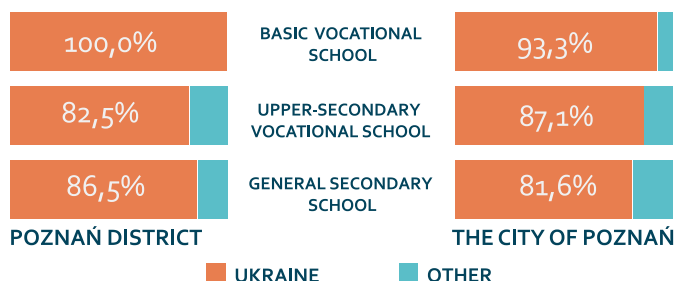 100,0%
BASIC VOCATIONAL
SCHOOL
93,3%
82,5%
UPPER-SECONDARY
VOCATIONAL SCHOOL
87,1%
86,5%
GENERAL SECONDARY
SCHOOL
81,6%
POZNAŃ DISTRICT
THE CITY OF POZNAŃ
UKRAINE
OTHER